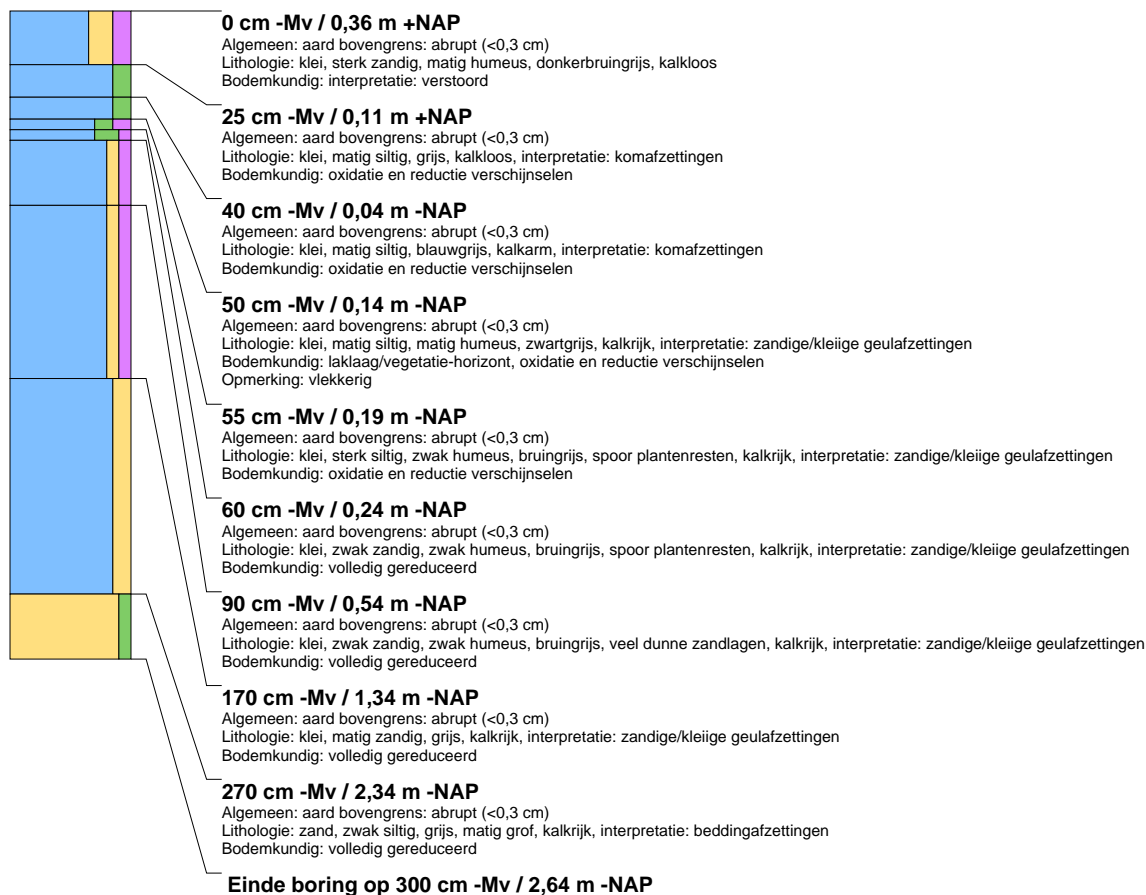 0 cm -Mv / 0,36 m +NAP
Algemeen: aard bovengrens: abrupt (<0,3 cm)
Lithologie: klei, sterk zandig, matig humeus, donkerbruingrijs, kalkloos
Bodemkundig: interpretatie: verstoord
25 cm -Mv / 0,11 m +NAP
Algemeen: aard bovengrens: abrupt (<0,3 cm)
Lithologie: klei, matig siltig, grijs, kalkloos, interpretatie: komafzettingen
Bodemkundig: oxidatie en reductie verschijnselen
40 cm -Mv / 0,04 m -NAP
Algemeen: aard bovengrens: abrupt (<0,3 cm)
Lithologie: klei, matig siltig, blauwgrijs, kalkarm, interpretatie: komafzettingen
Bodemkundig: oxidatie en reductie verschijnselen
50 cm -Mv / 0,14 m -NAP
Algemeen: aard bovengrens: abrupt (<0,3 cm)
Lithologie: klei, matig siltig, matig humeus, zwartgrijs, kalkrijk, interpretatie: zandige/kleiige geulafzettingen
Bodemkundig: laklaag/vegetatie-horizont, oxidatie en reductie verschijnselen
Opmerking: vlekkerig
55 cm -Mv / 0,19 m -NAP
Algemeen: aard bovengrens: abrupt (<0,3 cm)
Lithologie: klei, sterk siltig, zwak humeus, bruingrijs, spoor plantenresten, kalkrijk, interpretatie: zandige/kleiige geulafzettingen
Bodemkundig: oxidatie en reductie verschijnselen
60 cm -Mv / 0,24 m -NAP
Algemeen: aard bovengrens: abrupt (<0,3 cm)
Lithologie: klei, zwak zandig, zwak humeus, bruingrijs, spoor plantenresten, kalkrijk, interpretatie: zandige/kleiige geulafzettingen
Bodemkundig: volledig gereduceerd
90 cm -Mv / 0,54 m -NAP
Algemeen: aard bovengrens: abrupt (<0,3 cm)
Lithologie: klei, zwak zandig, zwak humeus, bruingrijs, veel dunne zandlagen, kalkrijk, interpretatie: zandige/kleiige geulafzettingen
Bodemkundig: volledig gereduceerd
170 cm -Mv / 1,34 m -NAP
Algemeen: aard bovengrens: abrupt (<0,3 cm)
Lithologie: klei, matig zandig, grijs, kalkrijk, interpretatie: zandige/kleiige geulafzettingen
Bodemkundig: volledig gereduceerd
270 cm -Mv / 2,34 m -NAP
Algemeen: aard bovengrens: abrupt (<0,3 cm)
Lithologie: zand, zwak siltig, grijs, matig grof, kalkrijk, interpretatie: beddingafzettingen
Bodemkundig: volledig gereduceerd
Einde boring op 300 cm -Mv / 2,64 m -NAP